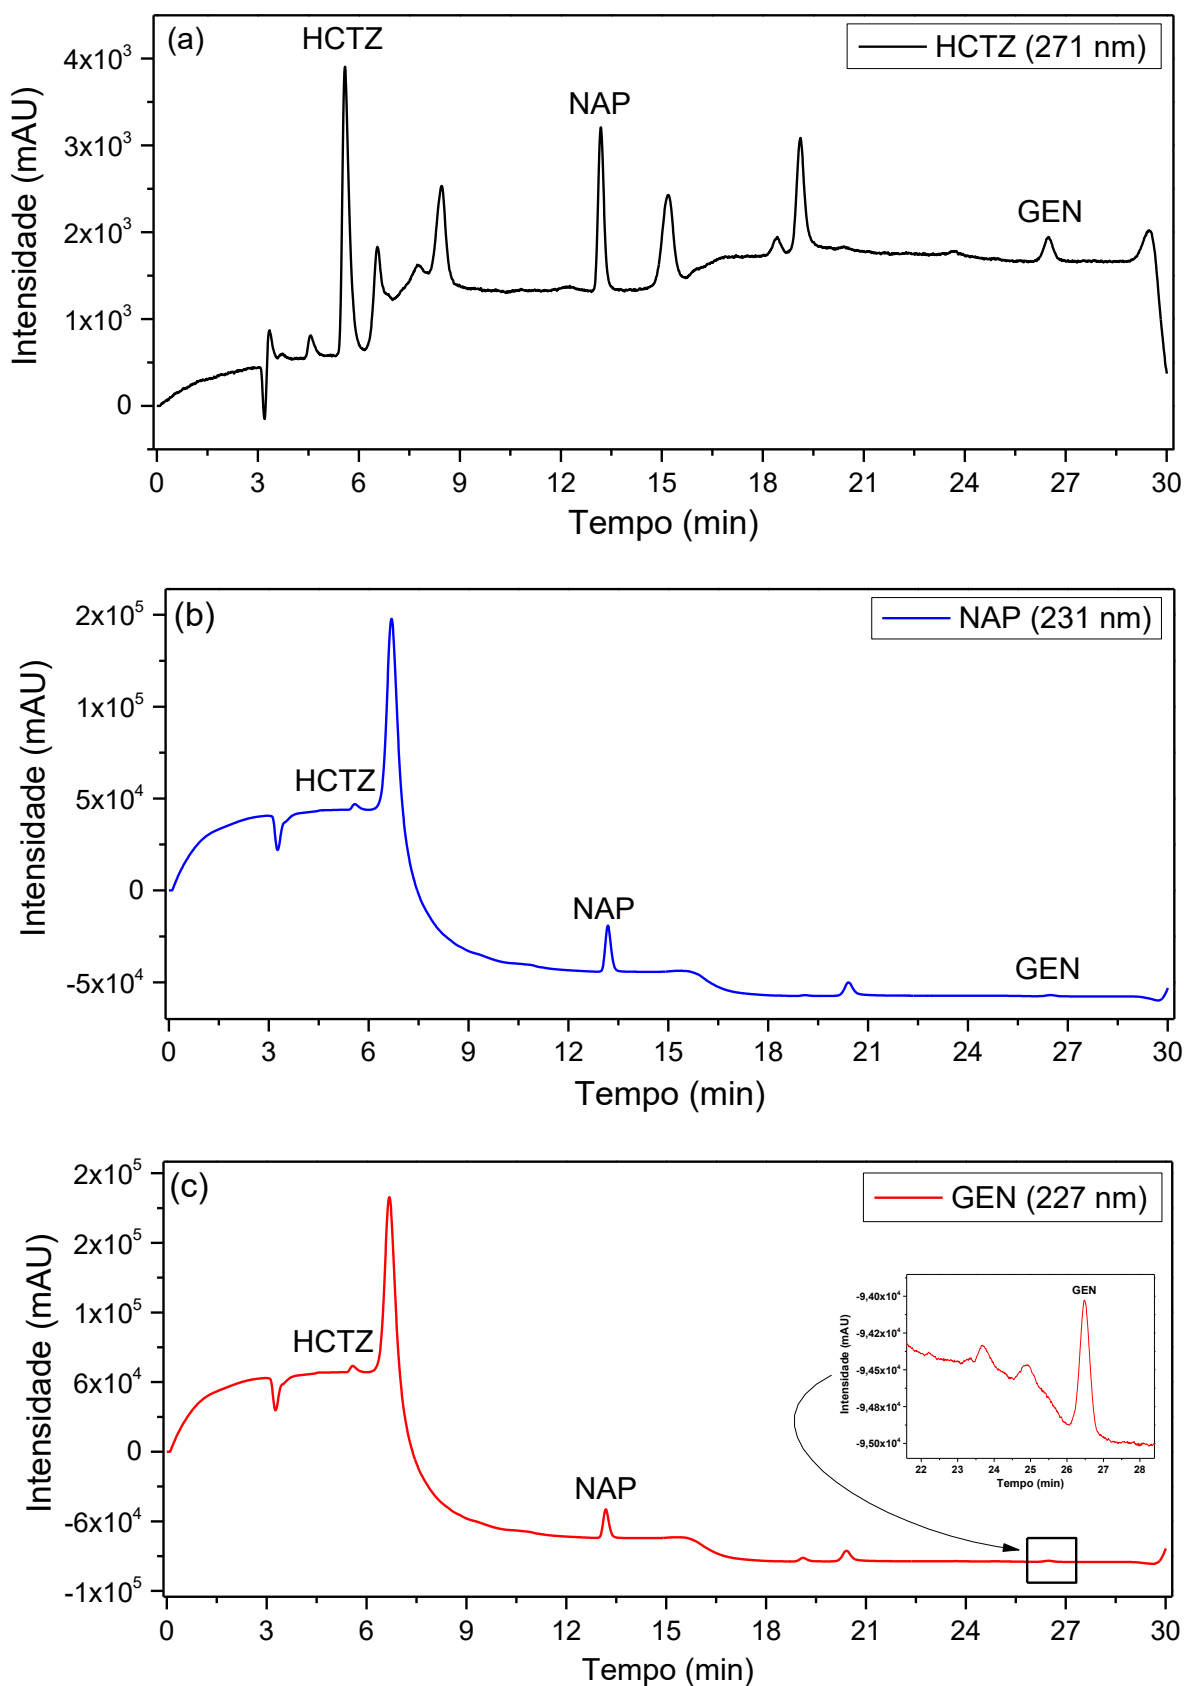 (a)
HCTZ
HCTZ (271 nm)
NAP
GEN
Intensidade (mAU)
4x10³
3x10³
2x10³
1x10³
0
0 3 6 9 12 15 18 21 24 27 30
Tempo (min)
(b)
NAP (231 nm)
HCTZ
NAP
GEN
Intensidade (mAU)
2x10⁵
1x10⁵
5x10⁴
0
-5x10⁴
0 3 6 9 12 15 18 21 24 27 30
Tempo (min)
(c)
GEN (227 nm)
HCTZ
NAP
Intensidade (mAU)
2x10⁵
2x10⁵
1x10⁵
6x10⁴
0
-6x10⁴
-1x10⁵
0 3 6 9 12 15 18 21 24 27 30
Tempo (min)
GEN
Intensidade (mAU)
-9,40x10⁴
-9,42x10⁴
-9,45x10⁴
-9,48x10⁴
-9,50x10⁴
22 23 24 25 26 27 28
Tempo (min)